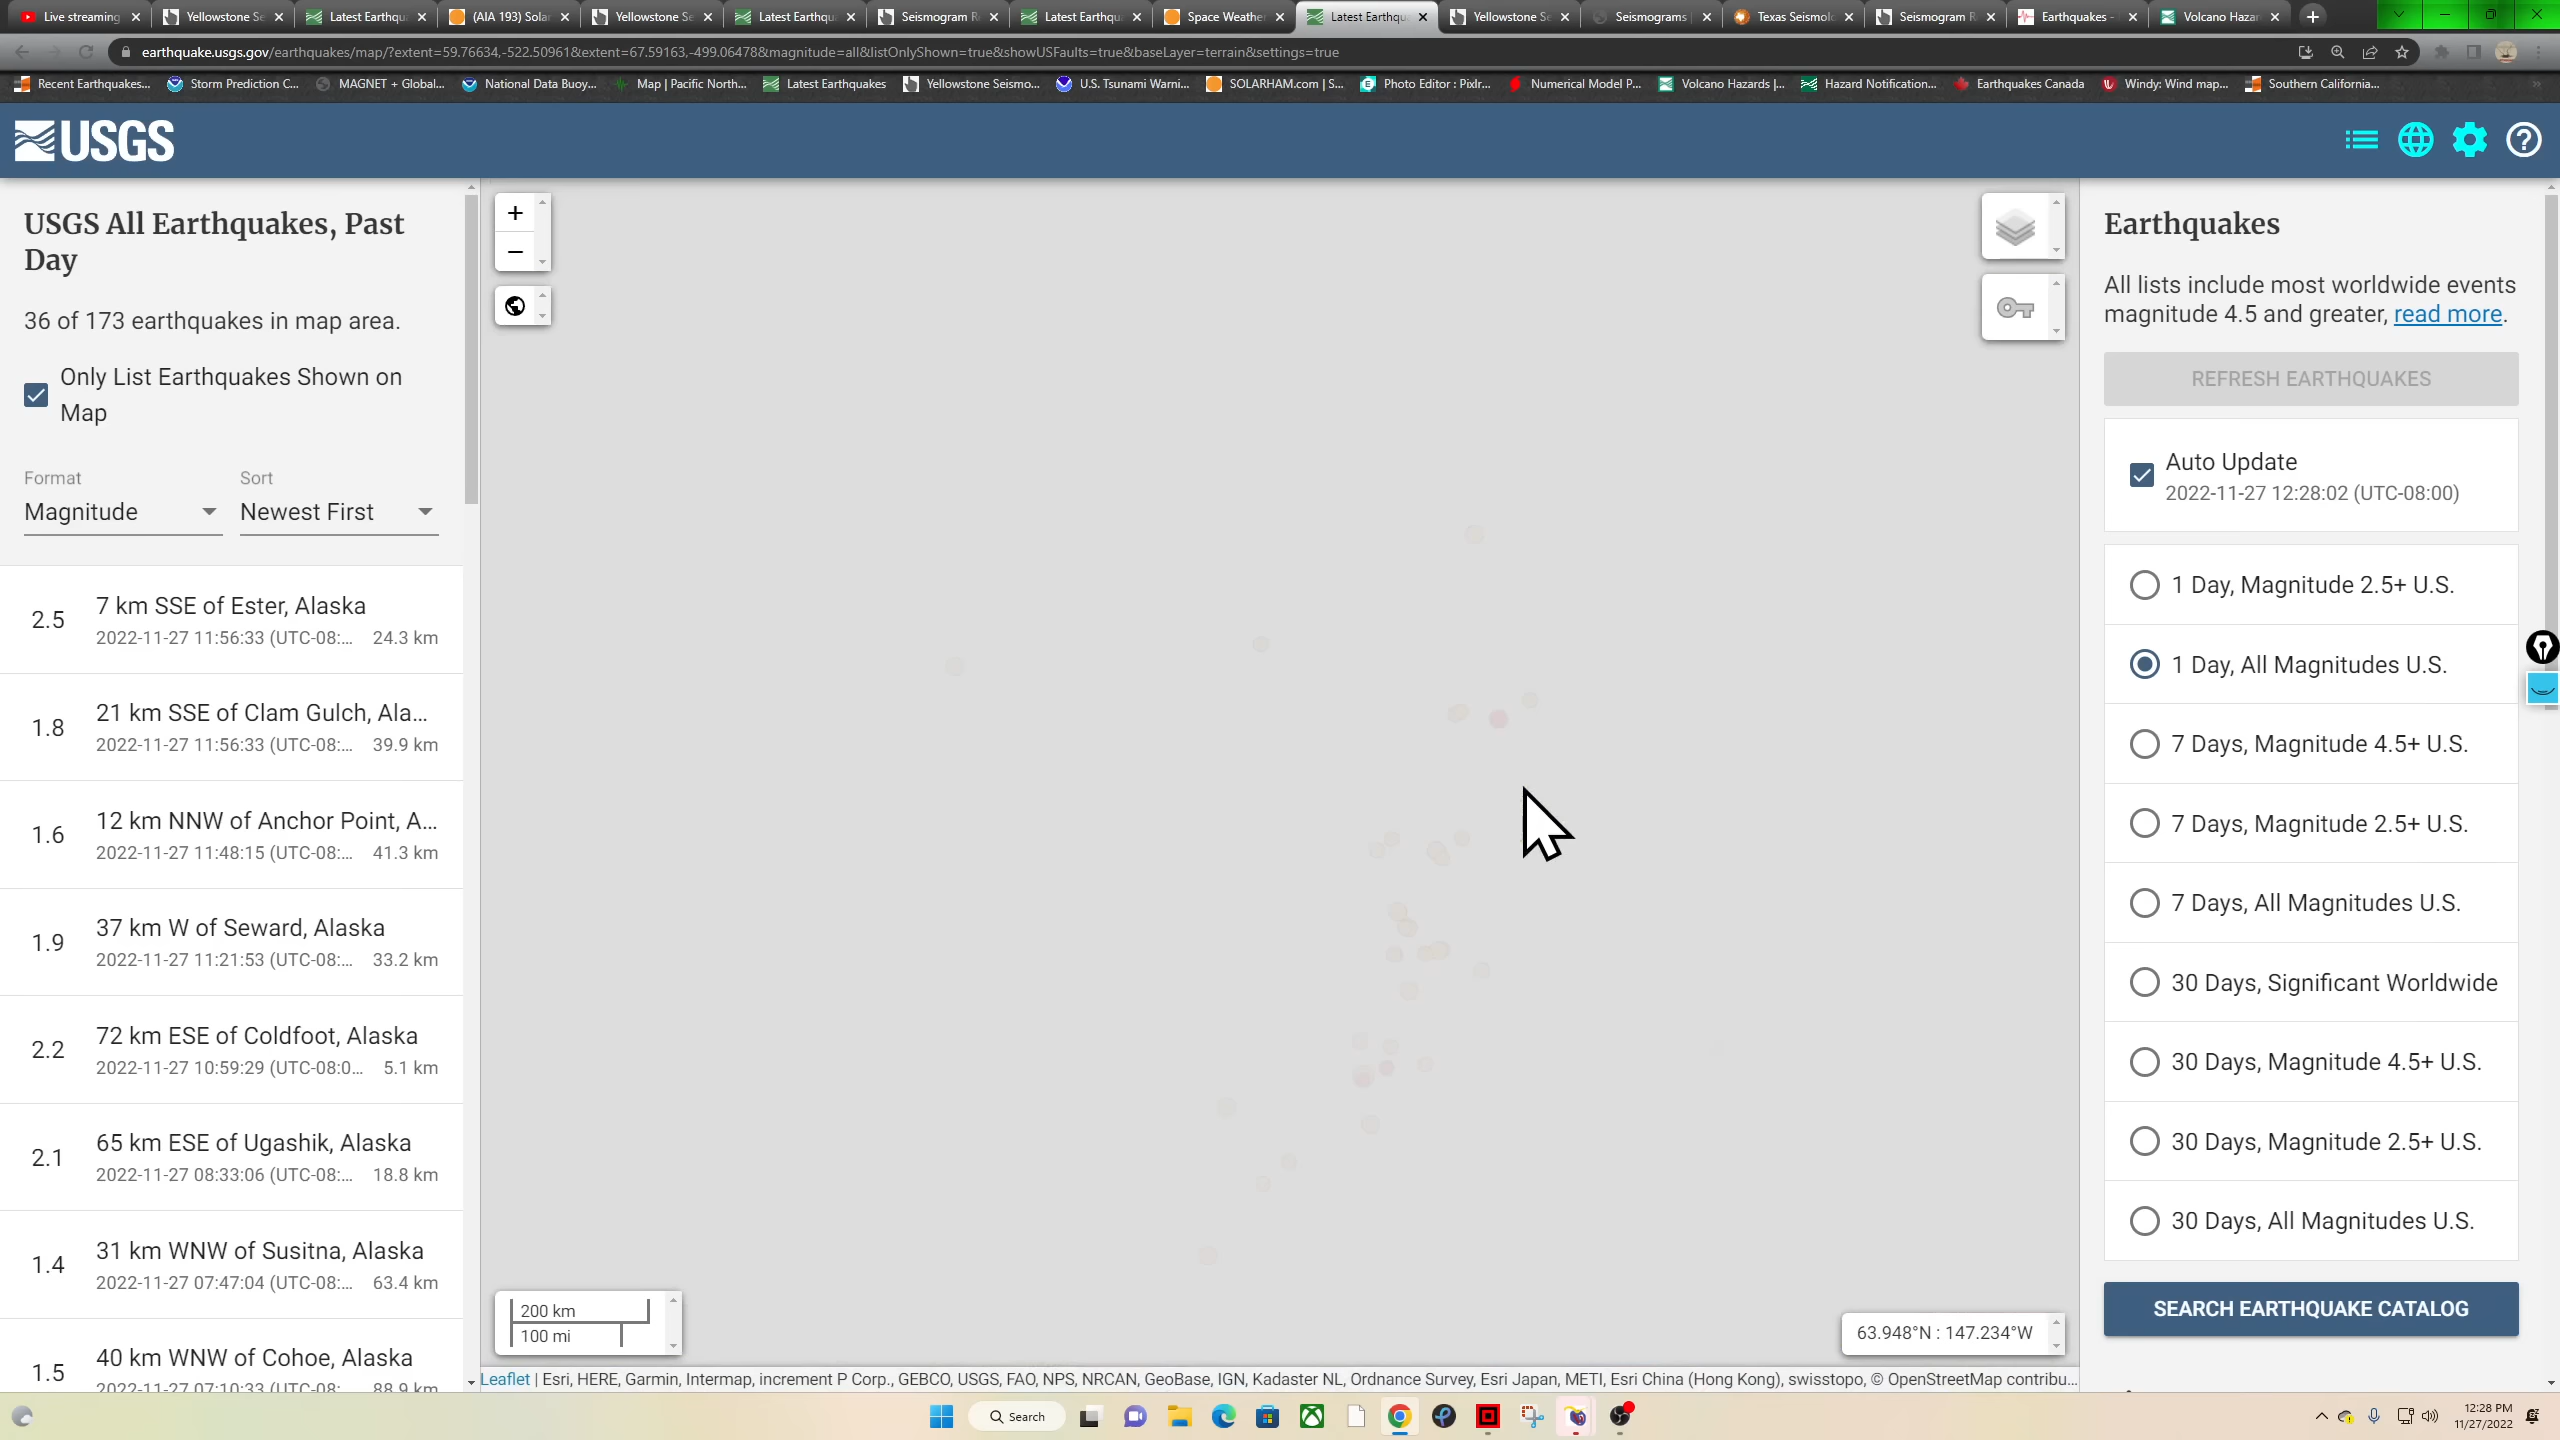 Live streaming
Yellowstone Se
Latest Earthqu
(AIA 193) Sola
Yellowstone Se
Latest Earthqu
Seismogram R
Latest Earthqu
Space Weathe
Latest Earthqu
Yellowstone Se
Seismograms
Texas Seismol
Seismogram R
Earthquakes -
Volcano Hazar
earthquake.usgs.gov/earthquakes/map/?extent=59.76634,-522.50961&extent=67.59163,-499.06478&magnitude=all&listOnlyShown=true&showUSFaults=true&baseLayer=terrain&settings=true
Recent Earthquakes...
Storm Prediction C...
MAGNET + Global...
National Data Buoy...
Map | Pacific North...
Latest Earthquakes
Yellowstone Seismo...
U.S. Tsunami Warni...
SOLARHAM.com | S...
Photo Editor : Pixlr...
Numerical Model P...
Volcano Hazards |...
Hazard Notification...
Earthquakes Canada
Windy: Wind map...
Southern California...
USGS
USGS All Earthquakes, Past
Day
36 of 173 earthquakes in map area.
Only List Earthquakes Shown on
Map
Format
Sort
Magnitude
Newest First
2.5
7 km SSE of Ester, Alaska
2022-11-27 11:56:33 (UTC-08:... 24.3 km
1.8
21 km SSE of Clam Gulch, Ala...
2022-11-27 11:56:33 (UTC-08:... 39.9 km
1.6
12 km NNW of Anchor Point, A...
2022-11-27 11:48:15 (UTC-08:... 41.3 km
1.9
37 km W of Seward, Alaska
2022-11-27 11:21:53 (UTC-08:... 33.2 km
2.2
72 km ESE of Coldfoot, Alaska
2022-11-27 10:59:29 (UTC-08:0... 5.1 km
2.1
65 km ESE of Ugashik, Alaska
2022-11-27 08:33:06 (UTC-08:... 18.8 km
1.4
31 km WNW of Susitna, Alaska
2022-11-27 07:47:04 (UTC-08:... 63.4 km
1.5
40 km WNW of Cohoe, Alaska
2022-11-27 07:10:33 (UTC-08: 88.9 km
+
−
200 km
100 mi
63.948°N : 147.234°W
Leaflet | Esri, HERE, Garmin, Intermap, increment P Corp., GEBCO, USGS, FAO, NPS, NRCAN, GeoBase, IGN, Kadaster NL, Ordnance Survey, Esri Japan, METI, Esri China (Hong Kong), swisstopo, © OpenStreetMap contribu...
Earthquakes
All lists include most worldwide events
magnitude 4.5 and greater, read more.
REFRESH EARTHQUAKES
Auto Update
2022-11-27 12:28:02 (UTC-08:00)
1 Day, Magnitude 2.5+ U.S.
1 Day, All Magnitudes U.S.
7 Days, Magnitude 4.5+ U.S.
7 Days, Magnitude 2.5+ U.S.
7 Days, All Magnitudes U.S.
30 Days, Significant Worldwide
30 Days, Magnitude 4.5+ U.S.
30 Days, Magnitude 2.5+ U.S.
30 Days, All Magnitudes U.S.
SEARCH EARTHQUAKE CATALOG
Search
12:28 PM
11/27/2022